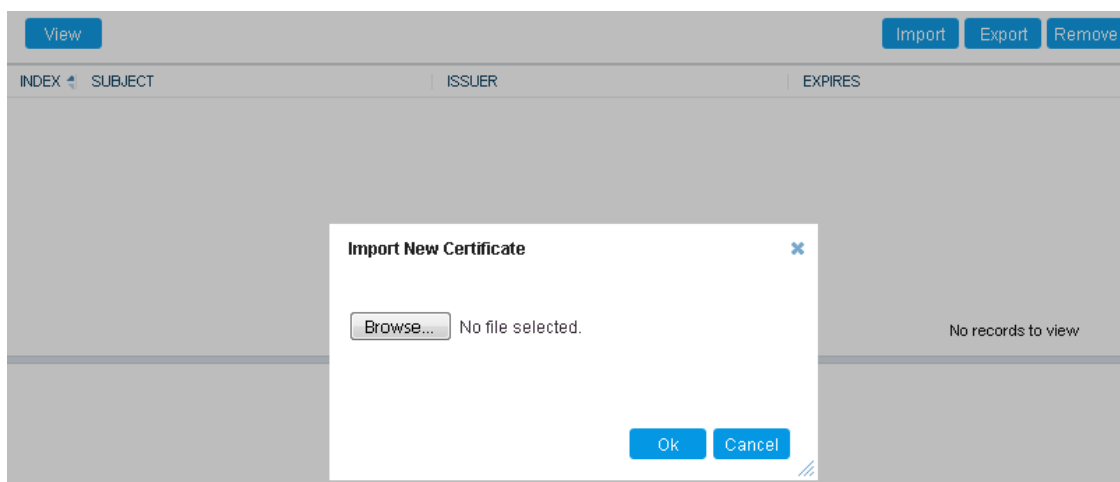 View Import Export Remove
INDEX SUBJECT ISSUER EXPIRES
Import New Certificate
Browse... No file selected.
No records to view
Ok Cancel